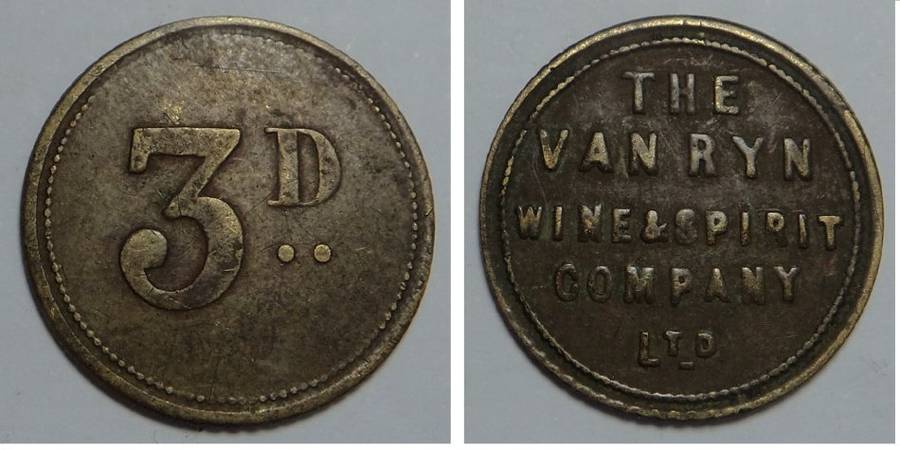 3D
THE
VAN RYN
WINE&SPIRIT
COMPANY
LTD